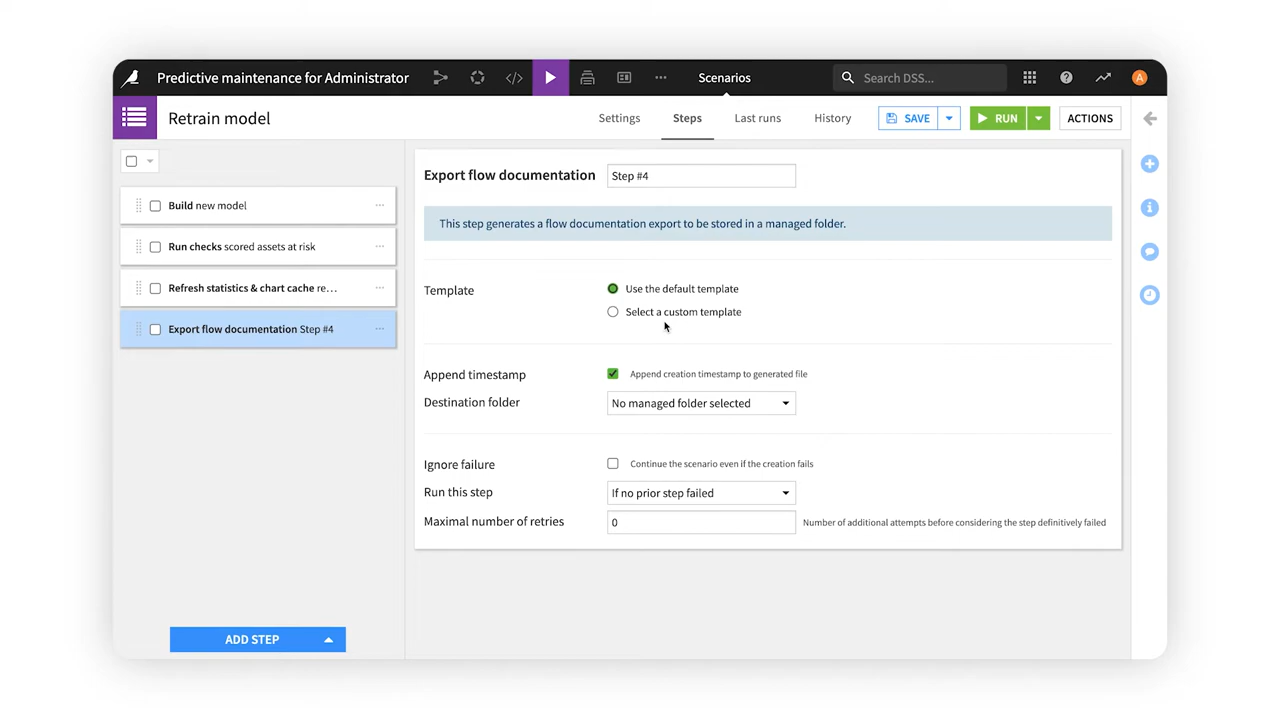 Predictive maintenance for Administrator
Scenarios
Search DSS...
A
Retrain model
Settings
Steps
Last runs
History
SAVE
RUN
ACTIONS
Build new model
Run checks scored assets at risk
Refresh statistics & chart cache re...
Export flow documentation Step #4
ADD STEP
Export flow documentation
Step #4
This step generates a flow documentation export to be stored in a managed folder.
Template
Use the default template
Select a custom template
Append timestamp
Append creation timestamp to generated file
Destination folder
No managed folder selected
Ignore failure
Continue the scenario even if the creation fails
Run this step
If no prior step failed
Maximal number of retries
0
Number of additional attempts before considering the step definitively failed